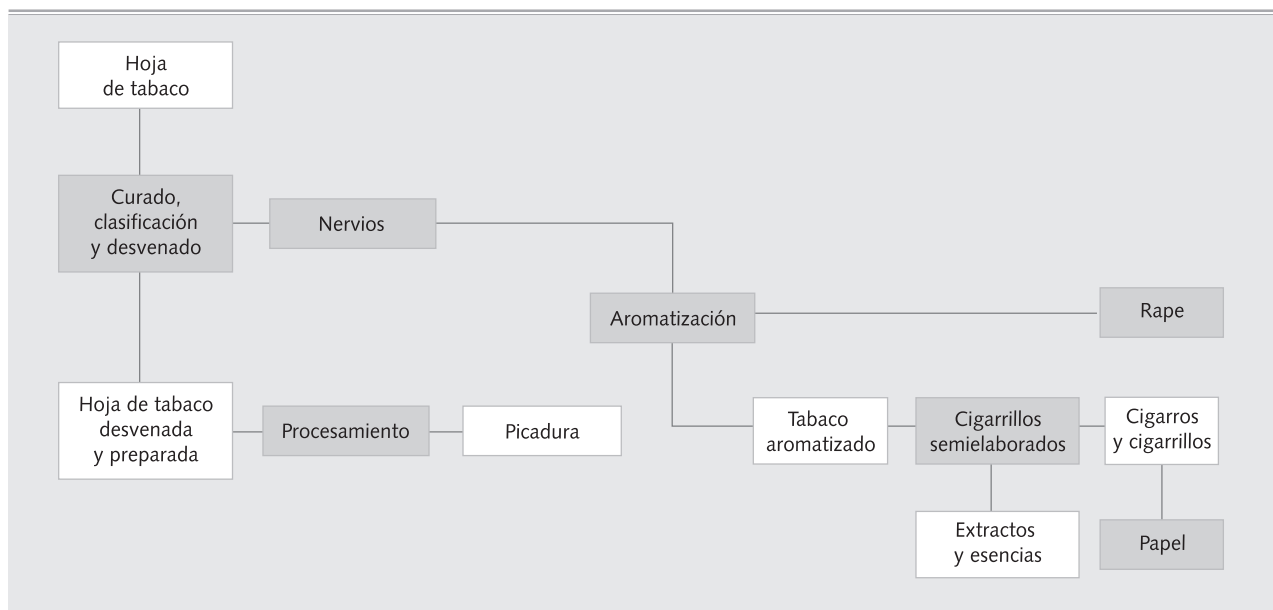 Hoja
de tabaco
Curado,
clasificación
y desvenado
Nervios
Aromatización
Rape
Hoja de tabaco
desvenada
y preparada
Procesamiento
Picadura
Tabaco
aromatizado
Cigarrillos
semielaborados
Cigarros
y cigarrillos
Extractos
y esencias
Papel